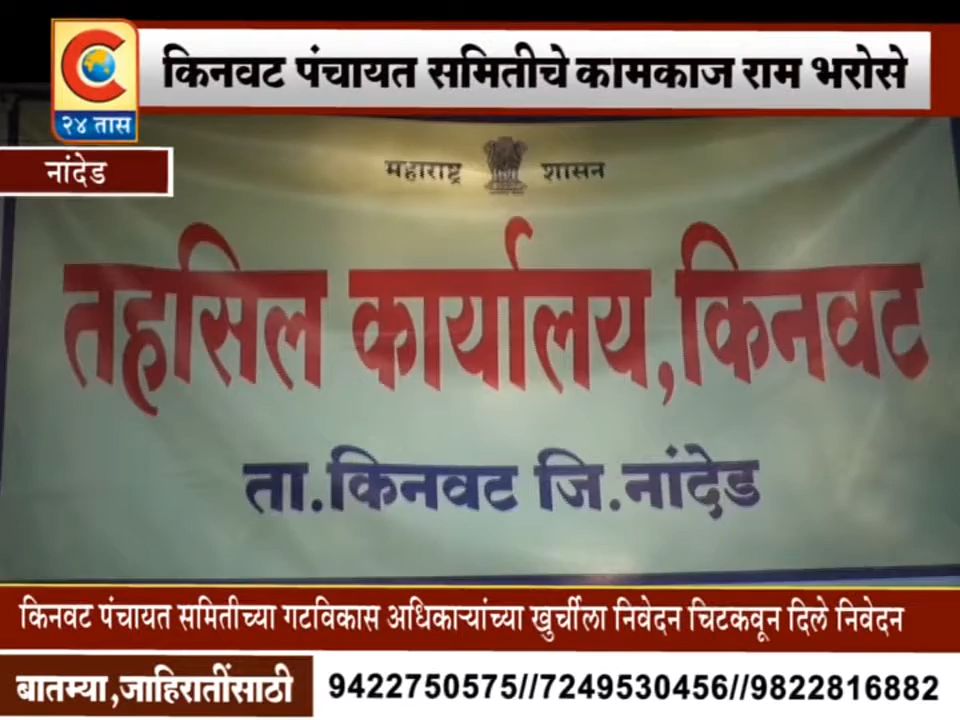 किनवट पंचायत समितीचे कामकाज राम भरोसे
C
२४ तास
नांदेड
महाराष्ट्र शासन
तहसिल कार्यालय,किनवट
ता.किनवट जि.नांदेड
किनवट पंचायत समितीच्या गटविकास अधिकाऱ्यांच्या खुर्चीला निवेदन चिटकवून दिले निवेदन
बातम्या,जाहिरातींसाठी 9422750575//7249530456//9822816882